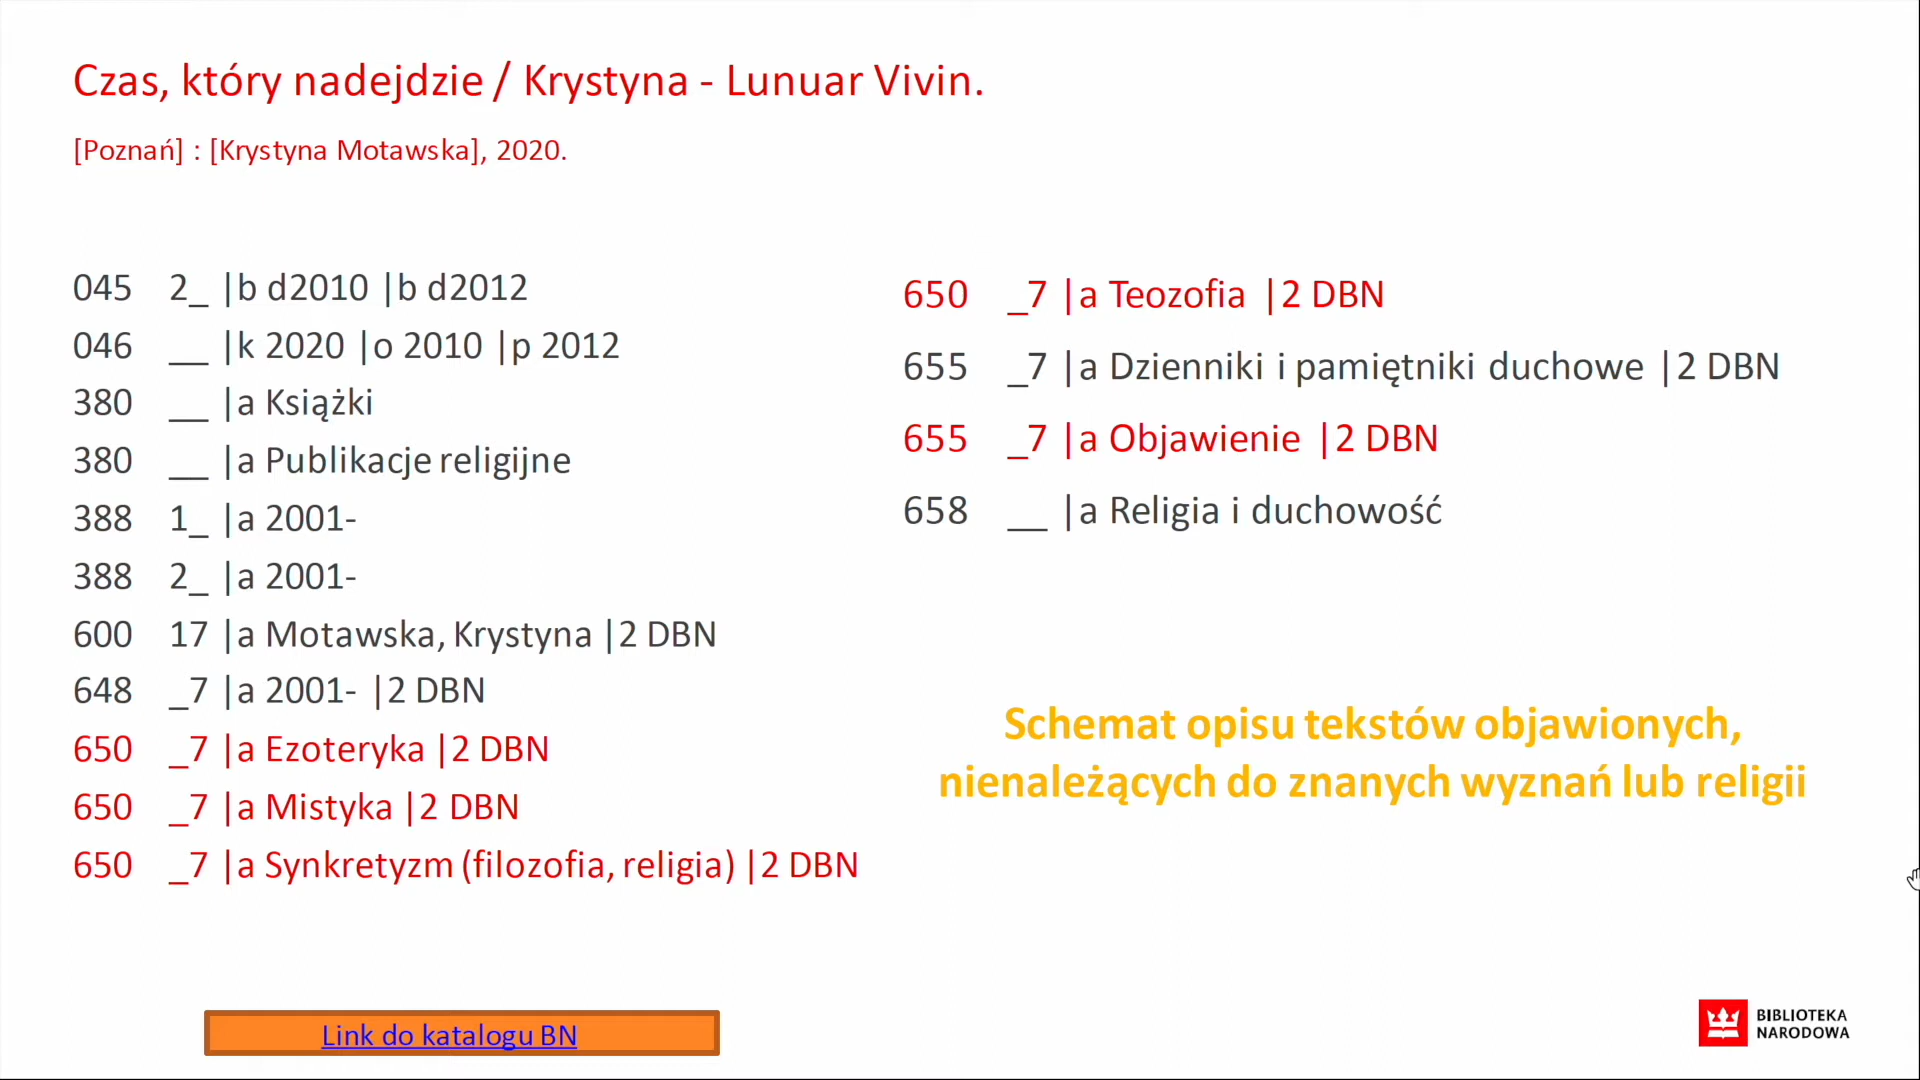 Czas, który nadejdzie / Krystyna - Lunuar Vivin.
[Poznań] : [Krystyna Motawska], 2020.
045 2_ |b d2010 |b d2012
046 __ |k 2020 |o 2010 |p 2012
380 __ |a Książki
380 __ |a Publikacje religijne
388 1_ |a 2001-
388 2_ |a 2001-
600 17 |a Motawska, Krystyna |2 DBN
648 _7 |a 2001- |2 DBN
650 _7 |a Ezoteryka |2 DBN
650 _7 |a Mistyka |2 DBN
650 _7 |a Synkretyzm (filozofia, religia) |2 DBN
650 _7 |a Teozofia |2 DBN
655 _7 |a Dzienniki i pamiętniki duchowe |2 DBN
655 _7 |a Objawienie |2 DBN
658 __ |a Religia i duchowość
Schemat opisu tekstów objawionych,
nienależących do znanych wyznań lub religii
Link do katalogu BN
BIBLIOTEKA
NARODOWA